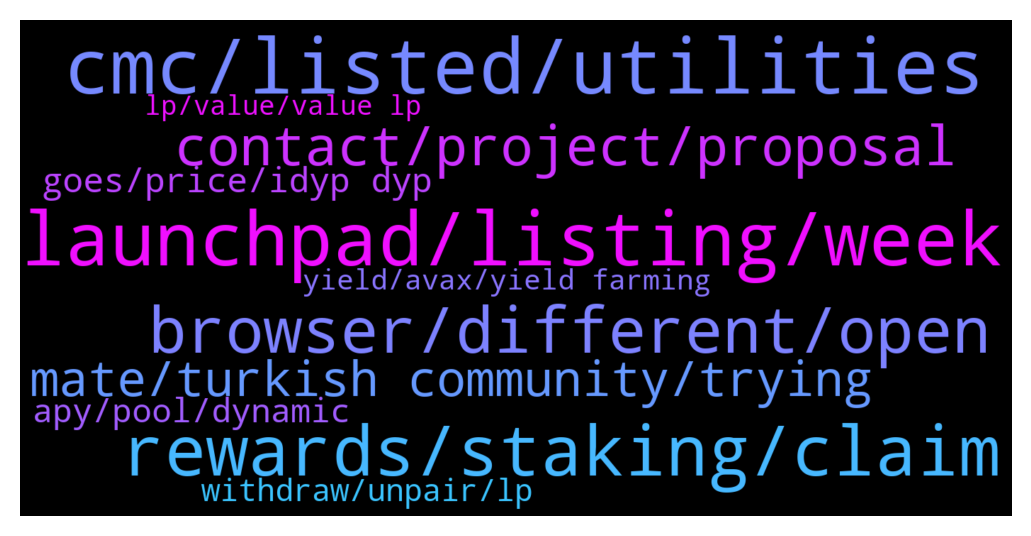 cmc/listed/utilities
lp/value/value lp
contact/project/proposal
goes/price/idyp dyp
launchpad/listing/week
yield/avax/yield farming
browser/different/open
mate/turkish community/trying
apy/pool/dynamic
rewards/staking/claim
withdraw/unpair/lp